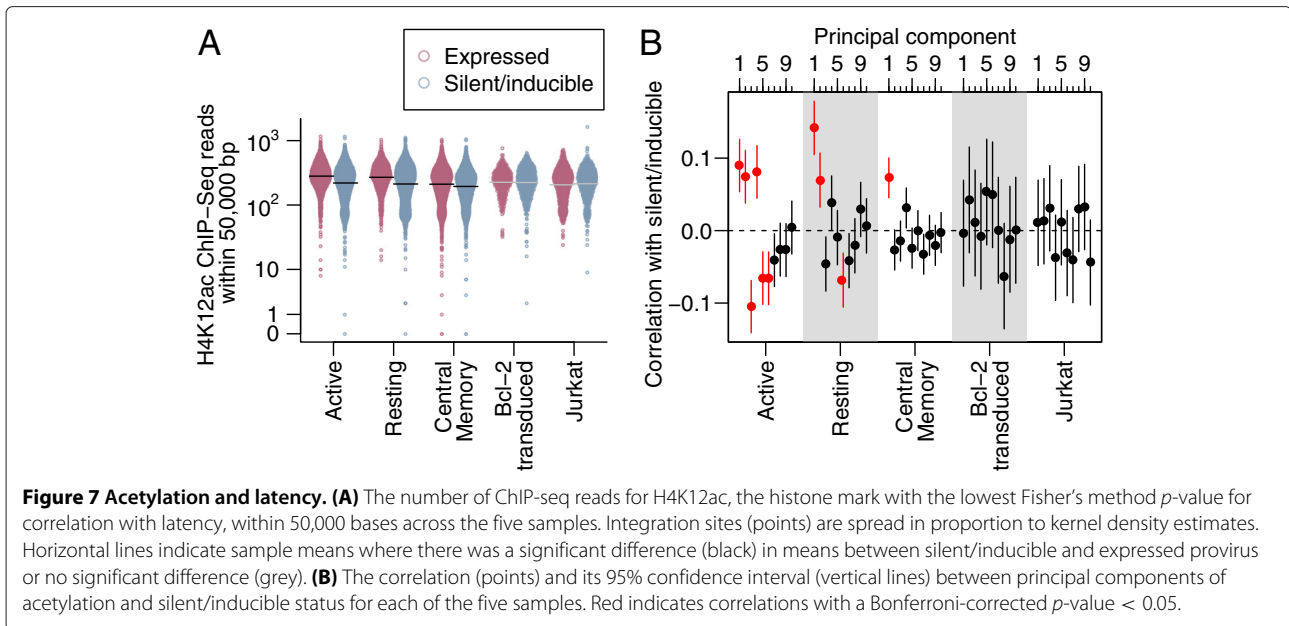 A
Expressed
Silent/inducible
H4K12ac ChIP−Seq reads
within 50,000 bp
10³
10²
10
1
0
Active
Resting
Central
Memory
Bcl−2
transduced
Jurkat
B
Principal component
1 5 9 1 5 9 1 5 9 1 5 9 1 5 9
Correlation with silent/inducible
0.1
0.0
−0.1
Active
Resting
Central
Memory
Bcl−2
transduced
Jurkat
Figure 7 Acetylation and latency. (A) The number of ChIP-seq reads for H4K12ac, the histone mark with the lowest Fisher's method p-value for
correlation with latency, within 50,000 bases across the five samples. Integration sites (points) are spread in proportion to kernel density estimates.
Horizontal lines indicate sample means where there was a significant difference (black) in means between silent/inducible and expressed provirus
or no significant difference (grey). (B) The correlation (points) and its 95% confidence interval (vertical lines) between principal components of
acetylation and silent/inducible status for each of the five samples. Red indicates correlations with a Bonferroni-corrected p-value < 0.05.